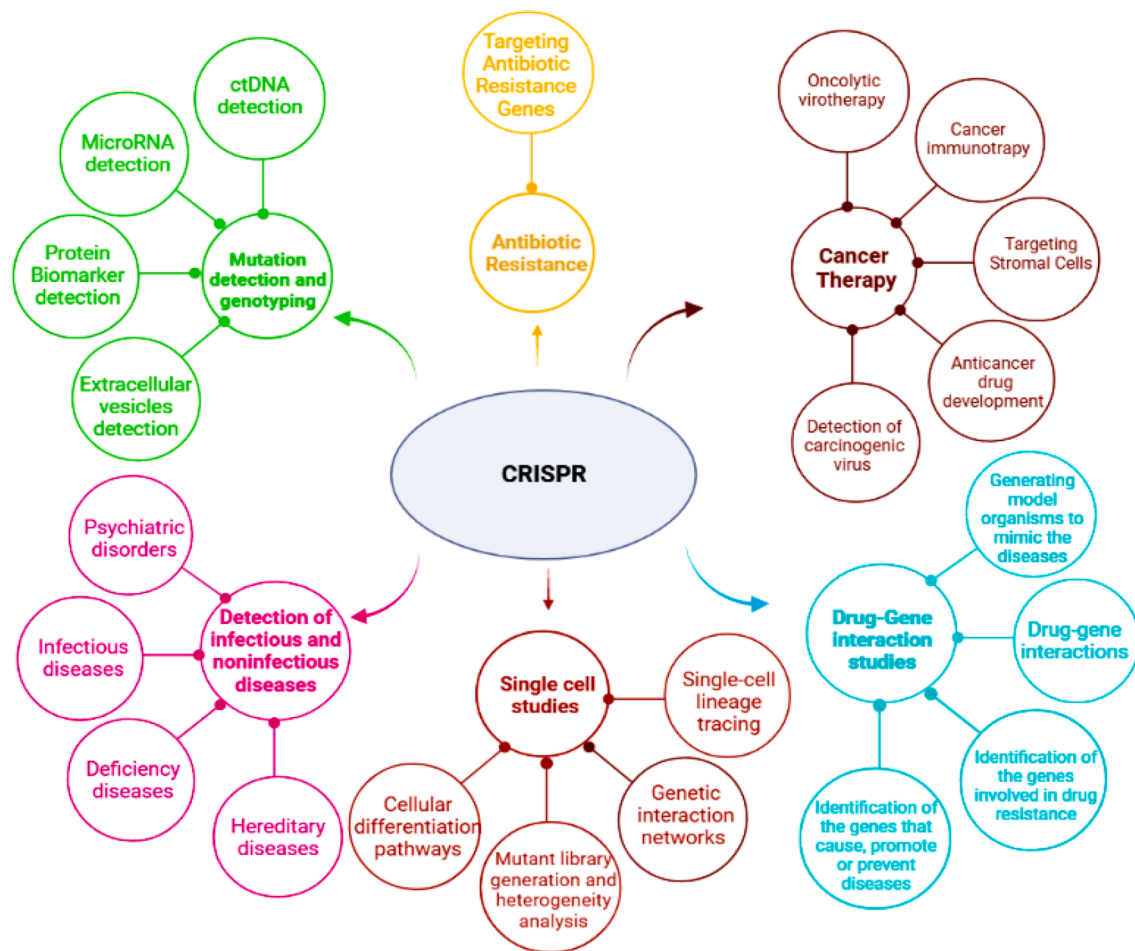 ctDNA
detection
MicroRNA
detection
Protein
Biomarker
detection
Extracellular
vesicles
detection
Mutation
detection and
genotyping
Targeting
Antibiotic
Resistance
Genes
Antibiotic
Resistance
Oncolytic
virotherapy
Cancer
immunotrapy
Targeting
Stromal Cells
Anticancer
drug
development
Detection of
carcinogenic
virus
Cancer
Therapy
CRISPR
Psychiatric
disorders
Infectious
diseases
Deficiency
diseases
Hereditary
diseases
Detection of
infectious and
noninfectious
diseases
Single cell
studies
Single-cell
lineage
tracing
Genetic
interaction
networks
Mutant library
generation and
heterogeneity
analysis
Cellular
differentiation
pathways
Generating
model
organisms to
mimic the
diseases
Drug-Gene
interaction
studies
Drug-gene
interactions
Identification of
the genes
involved in drug
resistance
Identification of
the genes that
cause, promote
or prevent
diseases